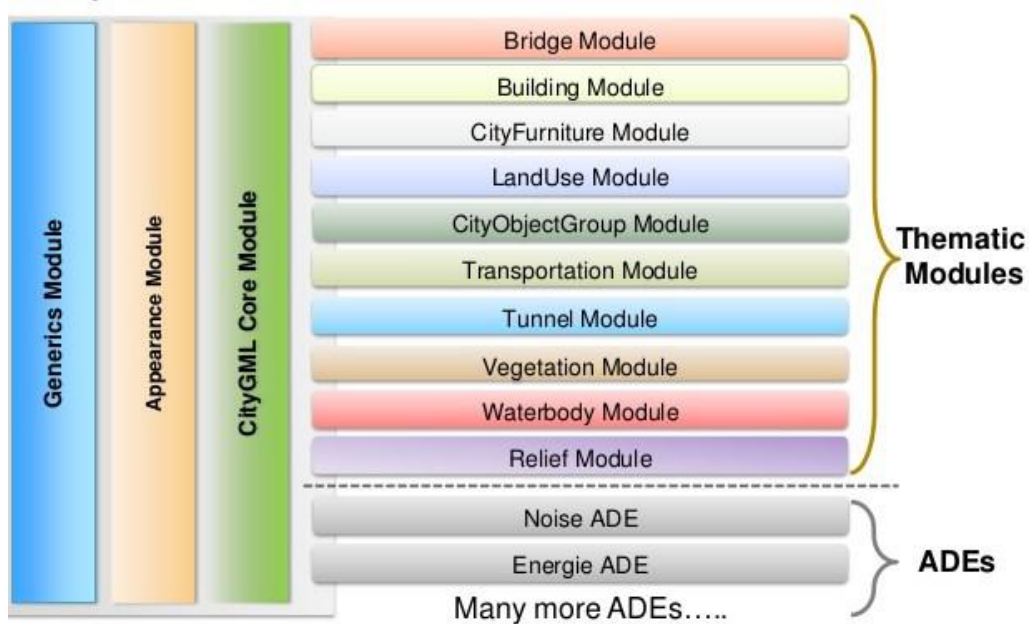 Generics Module
Appearance Module
CityGML Core Module
Bridge Module
Building Module
CityFurniture Module
LandUse Module
CityObjectGroup Module
Transportation Module
Tunnel Module
Vegetation Module
Waterbody Module
Relief Module
Thematic
Modules
Noise ADE
Energie ADE
Many more ADEs.....
ADEs